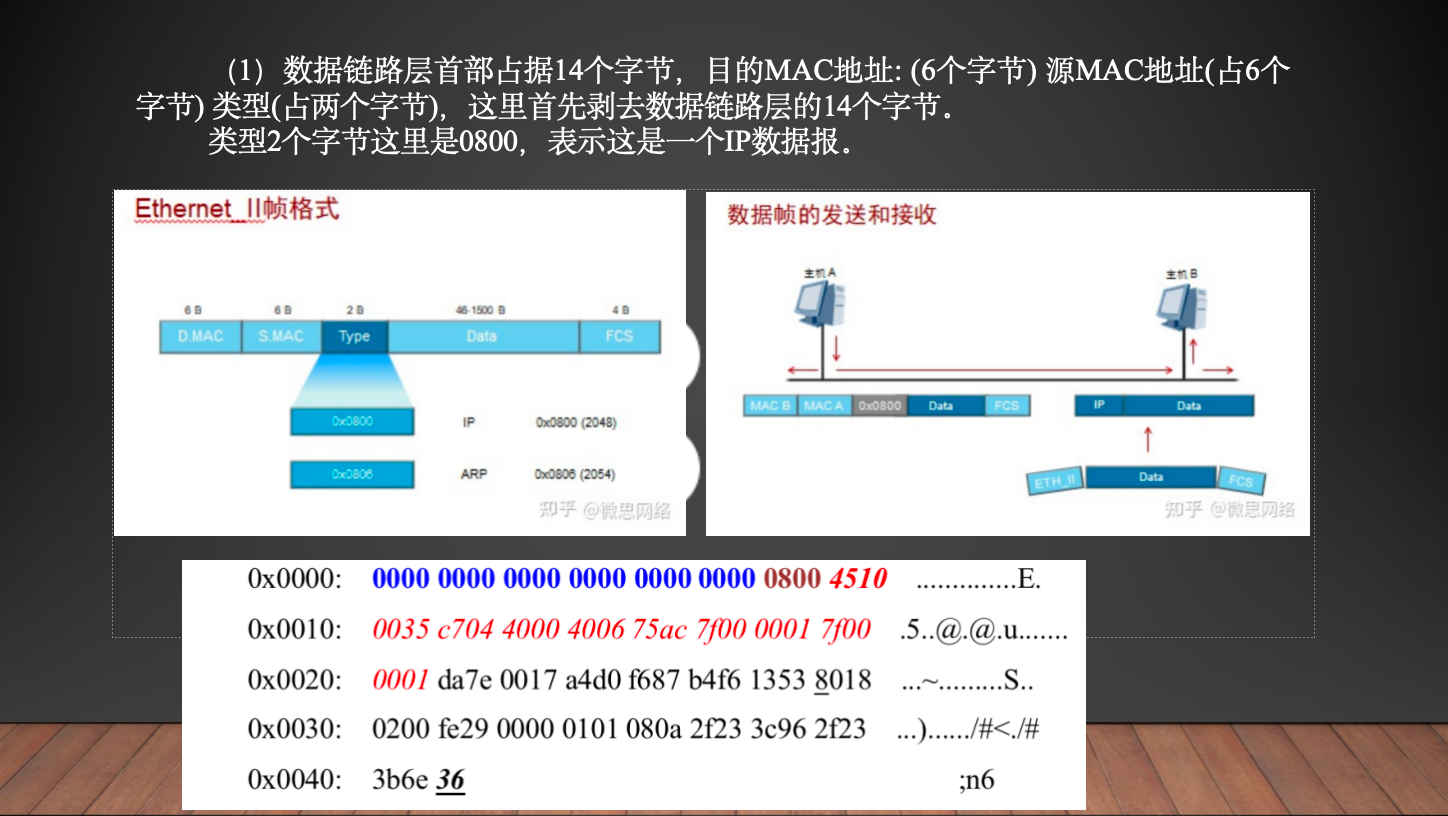 （1）数据链路层首部占据14个字节，目的MAC地址: (6个字节) 源MAC地址(占6个
字节) 类型(占两个字节)，这里首先剥去数据链路层的14个字节。
类型2个字节这里是0800，表示这是一个IP数据报。
Ethernet_II帧格式
6 B 6 B 2 B 46-1500 B 4 B
D.MAC S.MAC Type Data FCS
0x0800 IP 0x0800 (2048)
0x0806 ARP 0x0806 (2054)
知乎 @微思网络
数据帧的发送和接收
主机 A 主机 B
MAC B MAC A 0x0800 Data FCS
IP Data
ETH_II Data FCS
知乎 @微思网络
0x0000: 0000 0000 0000 0000 0000 0000 0800 4510 ..............E.
0x0010: 0035 c704 4000 4006 75ac 7f00 0001 7f00 .5..@.@.u.......
0x0020: 0001 da7e 0017 a4d0 f687 b4f6 1353 8018 ...~.........S..
0x0030: 0200 fe29 0000 0101 080a 2f23 3c96 2f23 ...)....../#<./#
0x0040: 3b6e 36 ;n6